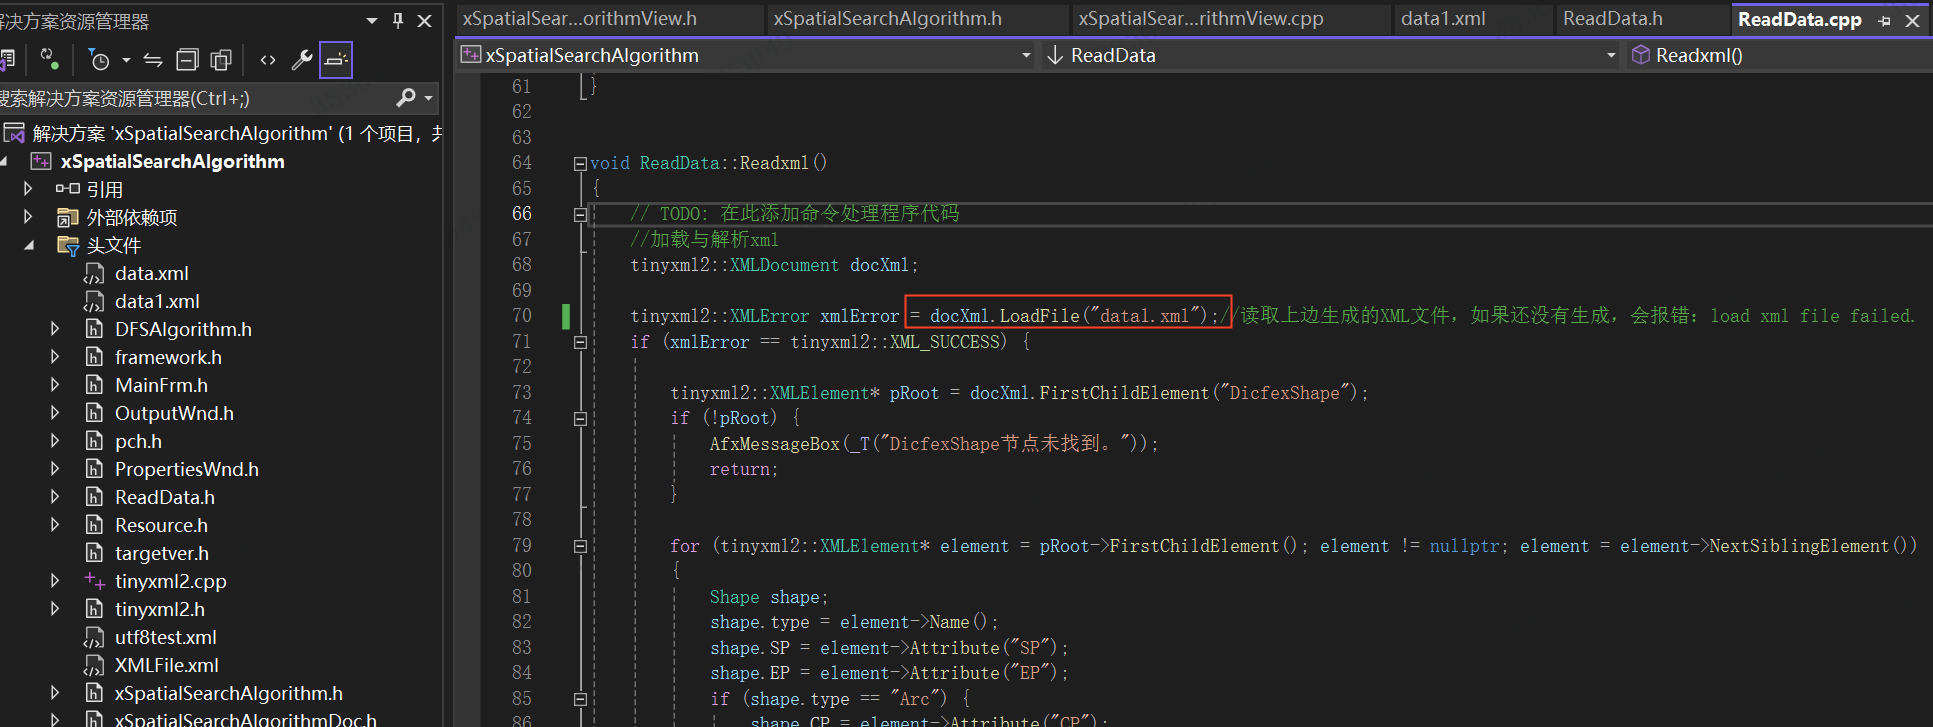 解决方案资源管理器
搜索解决方案资源管理器(Ctrl+;)
解决方案 'xSpatialSearchAlgorithm' (1 个项目，共
xSpatialSearchAlgorithm
引用
外部依赖项
头文件
data.xml
data1.xml
DFSAlgorithm.h
framework.h
MainFrm.h
OutputWnd.h
pch.h
PropertiesWnd.h
ReadData.h
Resource.h
targetver.h
tinyxml2.cpp
tinyxml2.h
utf8test.xml
XMLFile.xml
xSpatialSearchAlgorithm.h
xSpatialSearchAlgorithmDoc.h
xSpatialSear...orithmView.h
xSpatialSearchAlgorithm.h
xSpatialSear...rithmView.cpp
data1.xml
ReadData.h
ReadData.cpp
xSpatialSearchAlgorithm
ReadData
Readxml()
61 }
62
63
64 void ReadData::Readxml()
65 {
66 // TODO: 在此添加命令处理程序代码
67 //加载与解析xml
68 tinyxml2::XMLDocument docXml;
69
70 tinyxml2::XMLError xmlError = docXml.LoadFile("data1.xml");//读取上边生成的XML文件，如果还没有生成，会报错：load xml file failed.
71 if (xmlError == tinyxml2::XML_SUCCESS) {
72
73 tinyxml2::XMLElement* pRoot = docXml.FirstChildElement("DicfexShape");
74 if (!pRoot) {
75 AfxMessageBox(_T("DicfexShape节点未找到。"));
76 return;
77 }
78
79 for (tinyxml2::XMLElement* element = pRoot->FirstChildElement(); element != nullptr; element = element->NextSiblingElement())
80 {
81 Shape shape;
82 shape.type = element->Name();
83 shape.SP = element->Attribute("SP");
84 shape.EP = element->Attribute("EP");
85 if (shape.type == "Arc") {
86 shape.CP = element->Attribute("CP");